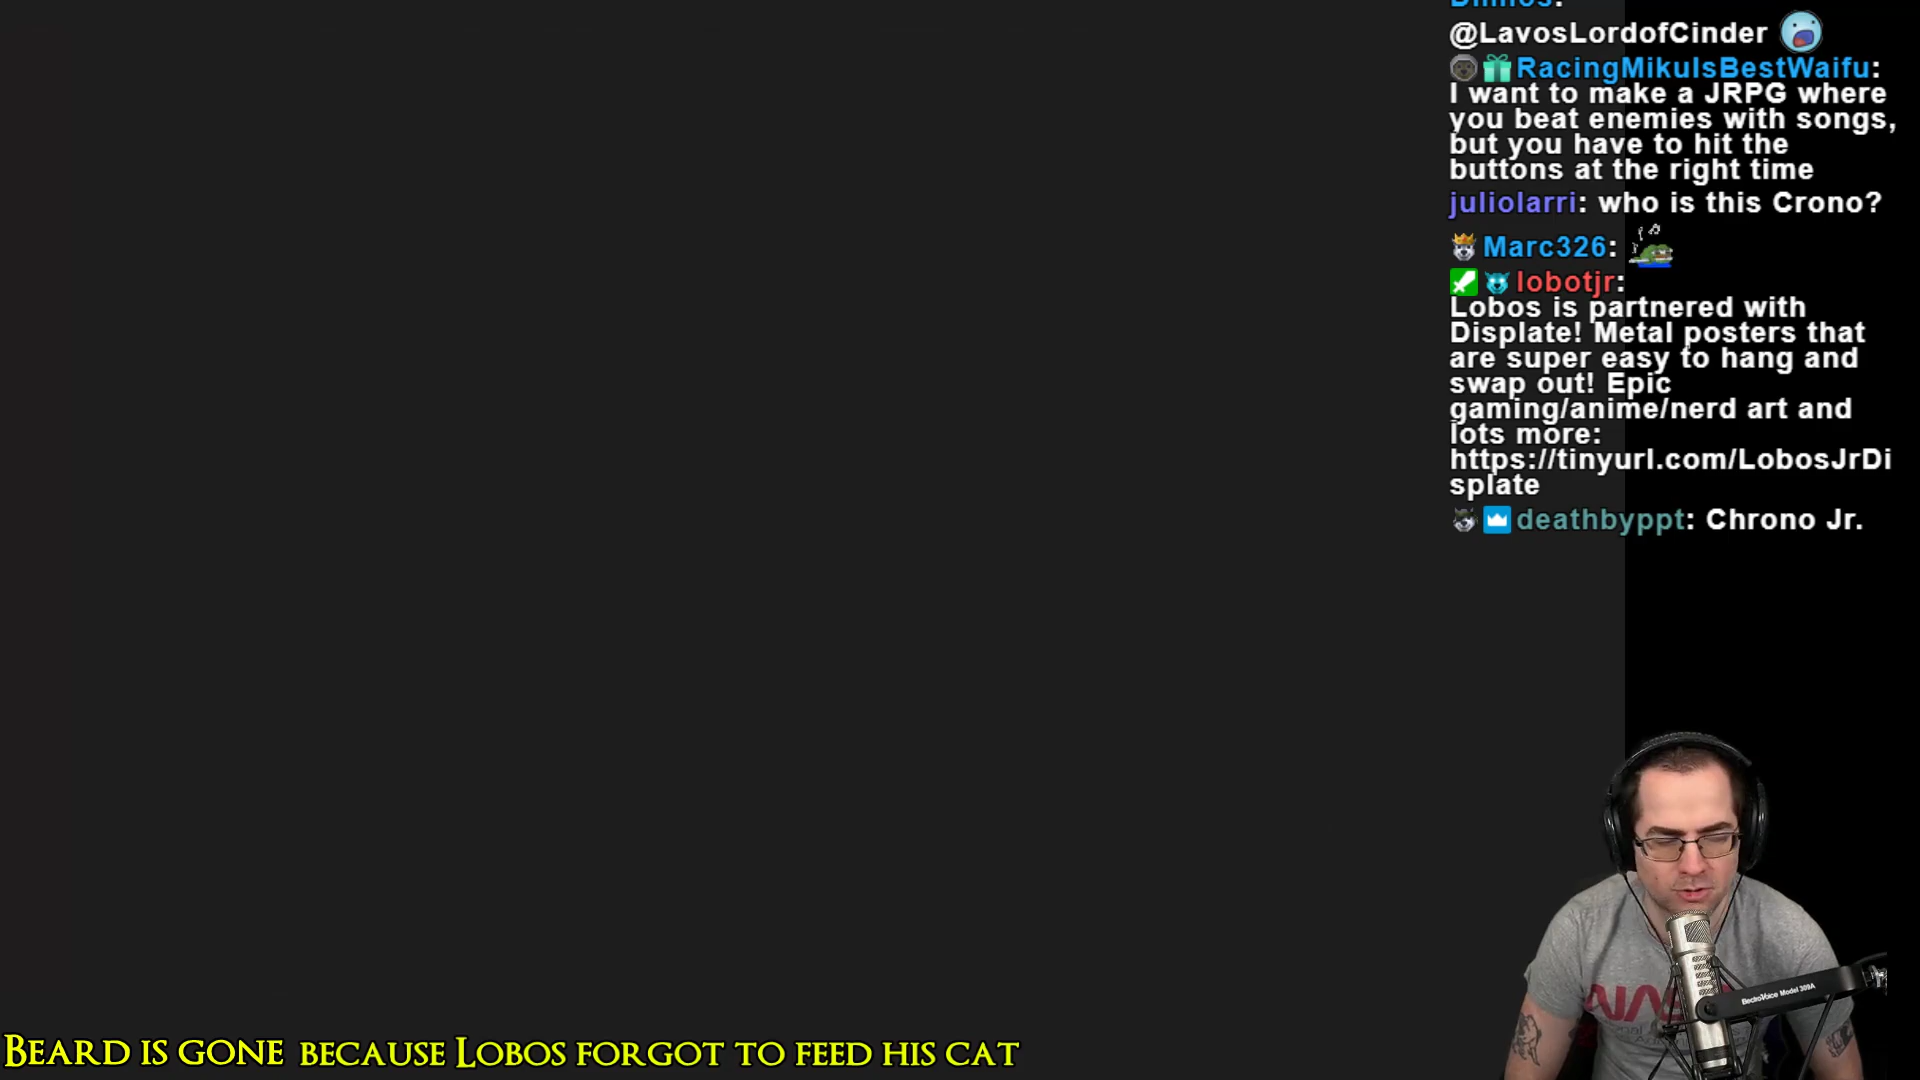 @LavosLordofCinder
RacingMikuIsBestWaifu:
I want to make a JRPG where
you beat enemies with songs,
but you have to hit the
buttons at the right time
juliolarri: who is this Crono?
Marc326:
lobotjr:
Lobos is partnered with
Displate! Metal posters that
are super easy to hang and
swap out! Epic
gaming/anime/nerd art and
lots more:
https://tinyurl.com/LobosJrDi
splate
deathbyppt: Chrono Jr.
ElectroVoice Model 309A
BEARD IS GONE BECAUSE LOBOS FORGOT TO FEED HIS CAT